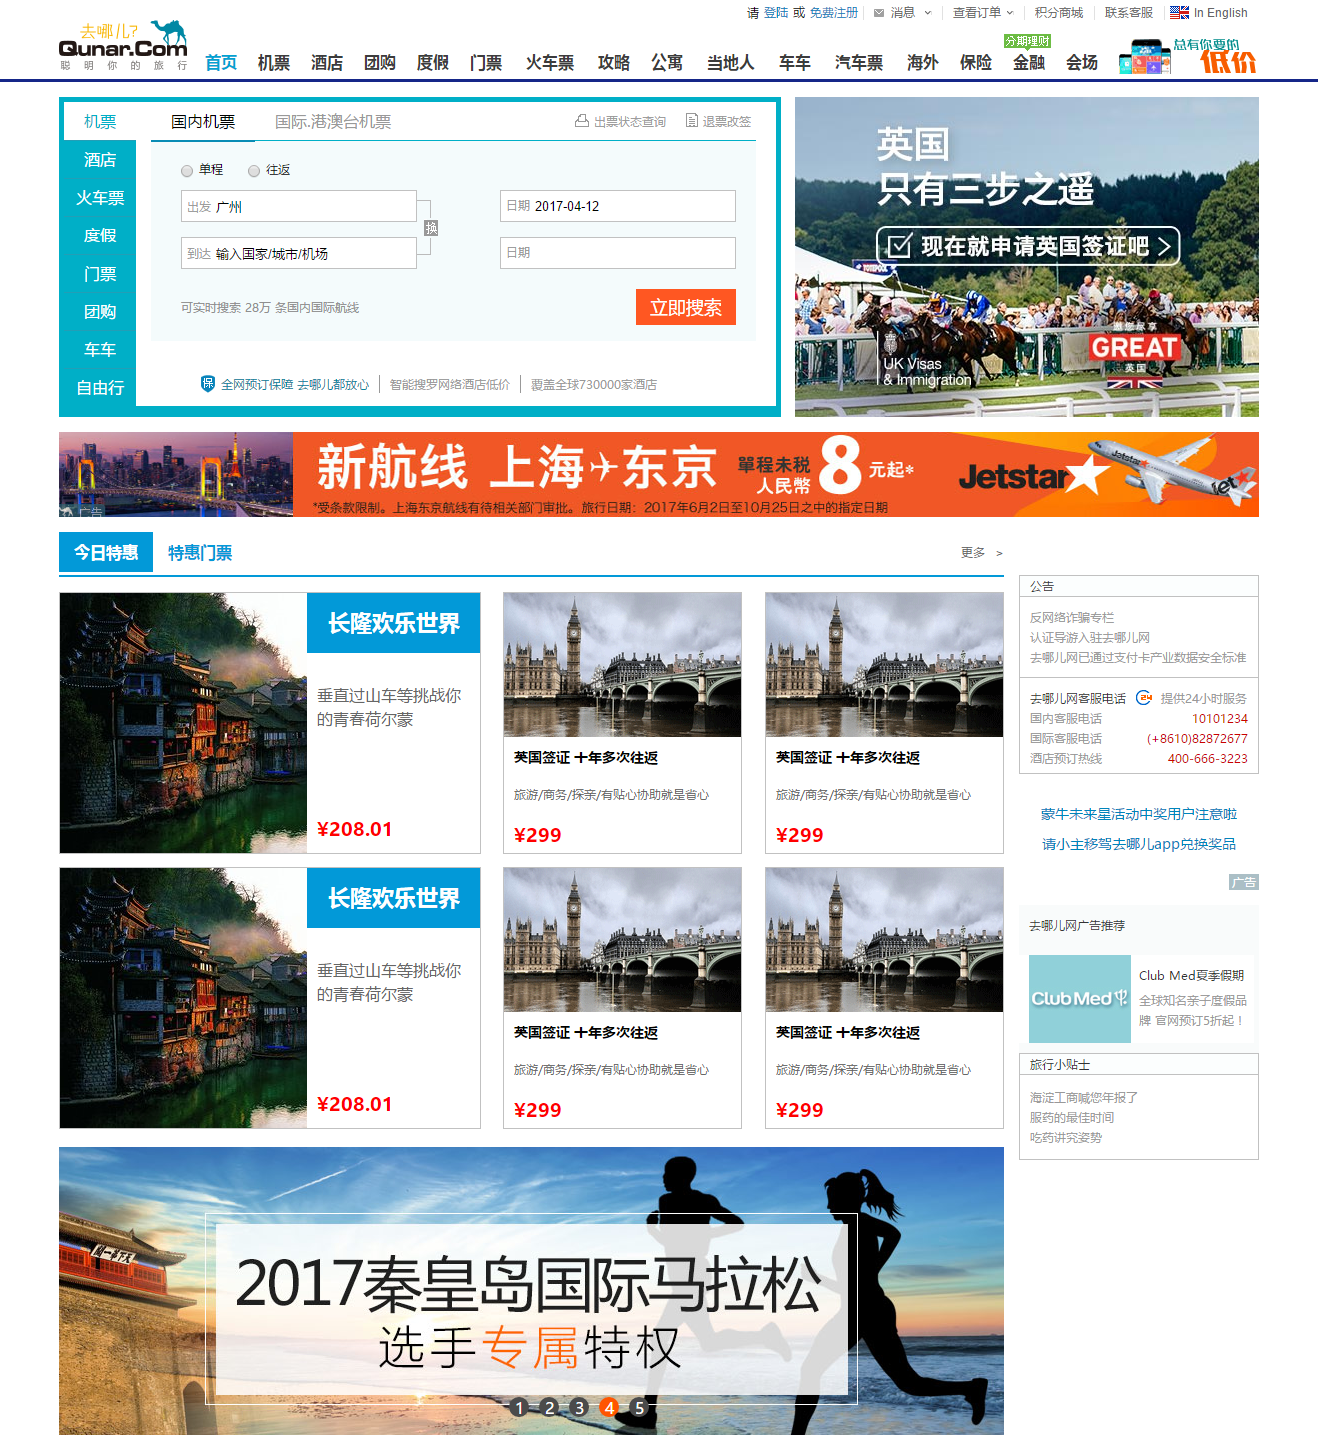 请 登陆 或 免费注册 消息 查看订单 积分商城 联系客服 In English
去哪儿?
Qunar.Com
聪明你的旅行
分期理财
首页 机票 酒店 团购 度假 门票 火车票 攻略 公寓 当地人 车车 汽车票 海外 保险 金融 会场
总有你要的
低价
机票
酒店
火车票
度假
门票
团购
车车
自由行
国内机票 国际.港澳台机票 出票状态查询 退票改签
单程 往返
出发 广州 日期 2017-04-12
换
到达 输入国家/城市/机场 日期
可实时搜索 28万 条国内国际航线 立即搜索
保 全网预订保障 去哪儿都放心 智能搜罗网络酒店低价 覆盖全球730000家酒店
英国
只有三步之遥
现在就申请英国签证吧
UK Visas
& Immigration
GREAT
英国
新航线 上海 东京 單程未税
人民幣 8 元起*
Jetstar
Jetstar
Jet
*受条款限制。上海东京航线有待相关部门审批。旅行日期：2017年6月2日至10月25日之中的指定日期
广告
今日特惠 特惠门票 更多 >
长隆欢乐世界
垂直过山车等挑战你
的青春荷尔蒙
¥208.01
英国签证 十年多次往返
旅游/商务/探亲/有贴心协助就是省心
¥299
英国签证 十年多次往返
旅游/商务/探亲/有贴心协助就是省心
¥299
长隆欢乐世界
垂直过山车等挑战你
的青春荷尔蒙
¥208.01
英国签证 十年多次往返
旅游/商务/探亲/有贴心协助就是省心
¥299
英国签证 十年多次往返
旅游/商务/探亲/有贴心协助就是省心
¥299
公告
反网络诈骗专栏
认证导游入驻去哪儿网
去哪儿网已通过支付卡产业数据安全标准
去哪儿网客服电话 24 提供24小时服务
国内客服电话 10101234
国际客服电话 (+8610)82872677
酒店预订热线 400-666-3223
蒙牛未来星活动中奖用户注意啦
请小主移驾去哪儿app兑换奖品
广告
去哪儿网广告推荐
Club Med
Club Med夏季假期
全球知名亲子度假品
牌 官网预订5折起！
旅行小贴士
海淀工商喊您年报了
服药的最佳时间
吃药讲究姿势
2017秦皇岛国际马拉松
选手专属特权
1 2 3 4 5